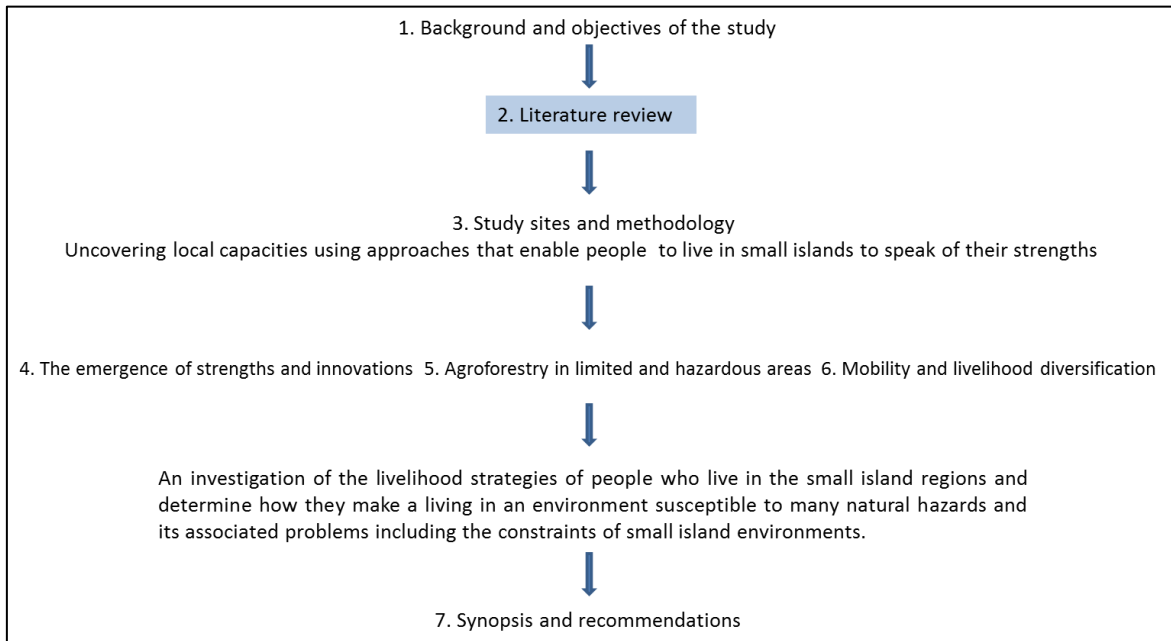 1. Background and objectives of the study
2. Literature review
3. Study sites and methodology
Uncovering local capacities using approaches that enable people to live in small islands to speak of their strengths
4. The emergence of strengths and innovations 5. Agroforestry in limited and hazardous areas 6. Mobility and livelihood diversification
An investigation of the livelihood strategies of people who live in the small island regions and
determine how they make a living in an environment susceptible to many natural hazards and
its associated problems including the constraints of small island environments.
7. Synopsis and recommendations